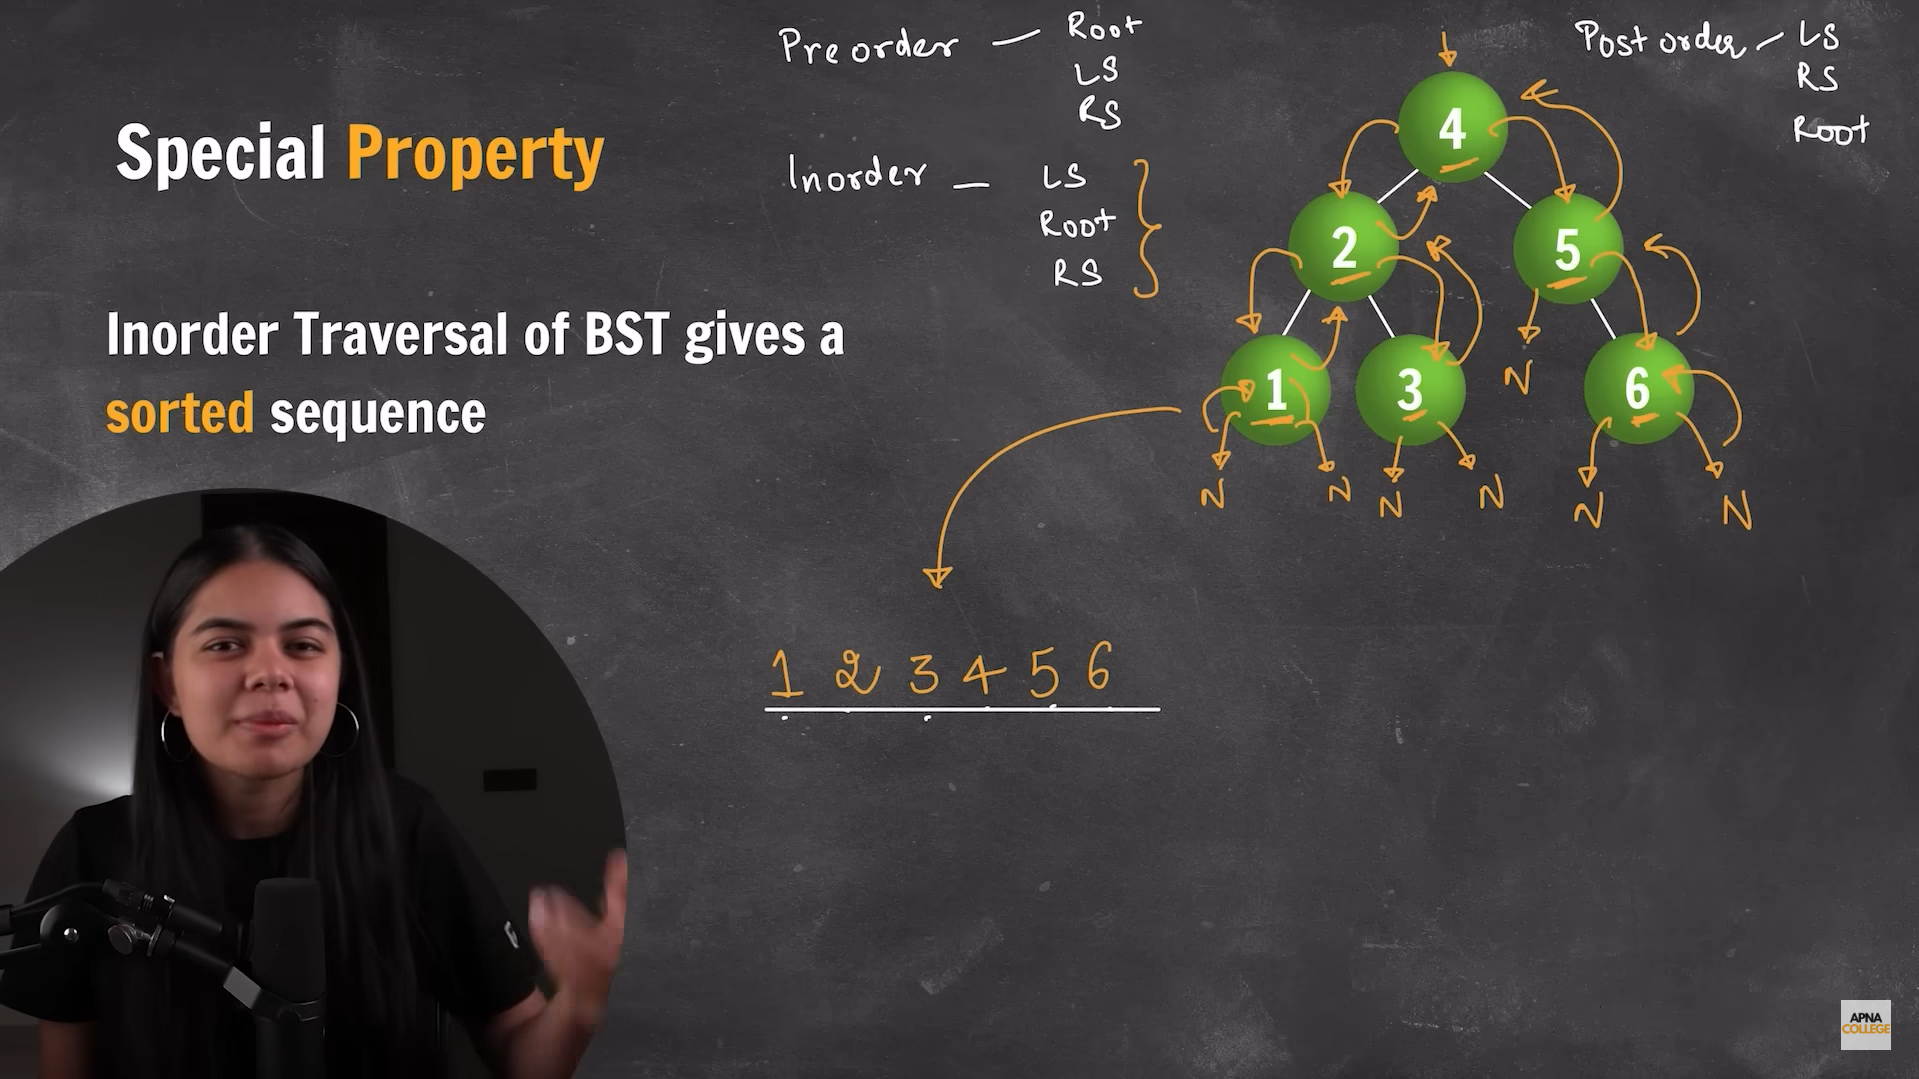 Special Property
Inorder Traversal of BST gives a
sorted sequence
Preorder — Root
LS
RS
Inorder — LS
Root
RS
Post order — LS
RS
Root
4
2
5
1
3
6
N
N
N
N
N
N
N
1 2 3 4 5 6
APNA
COLLEGE